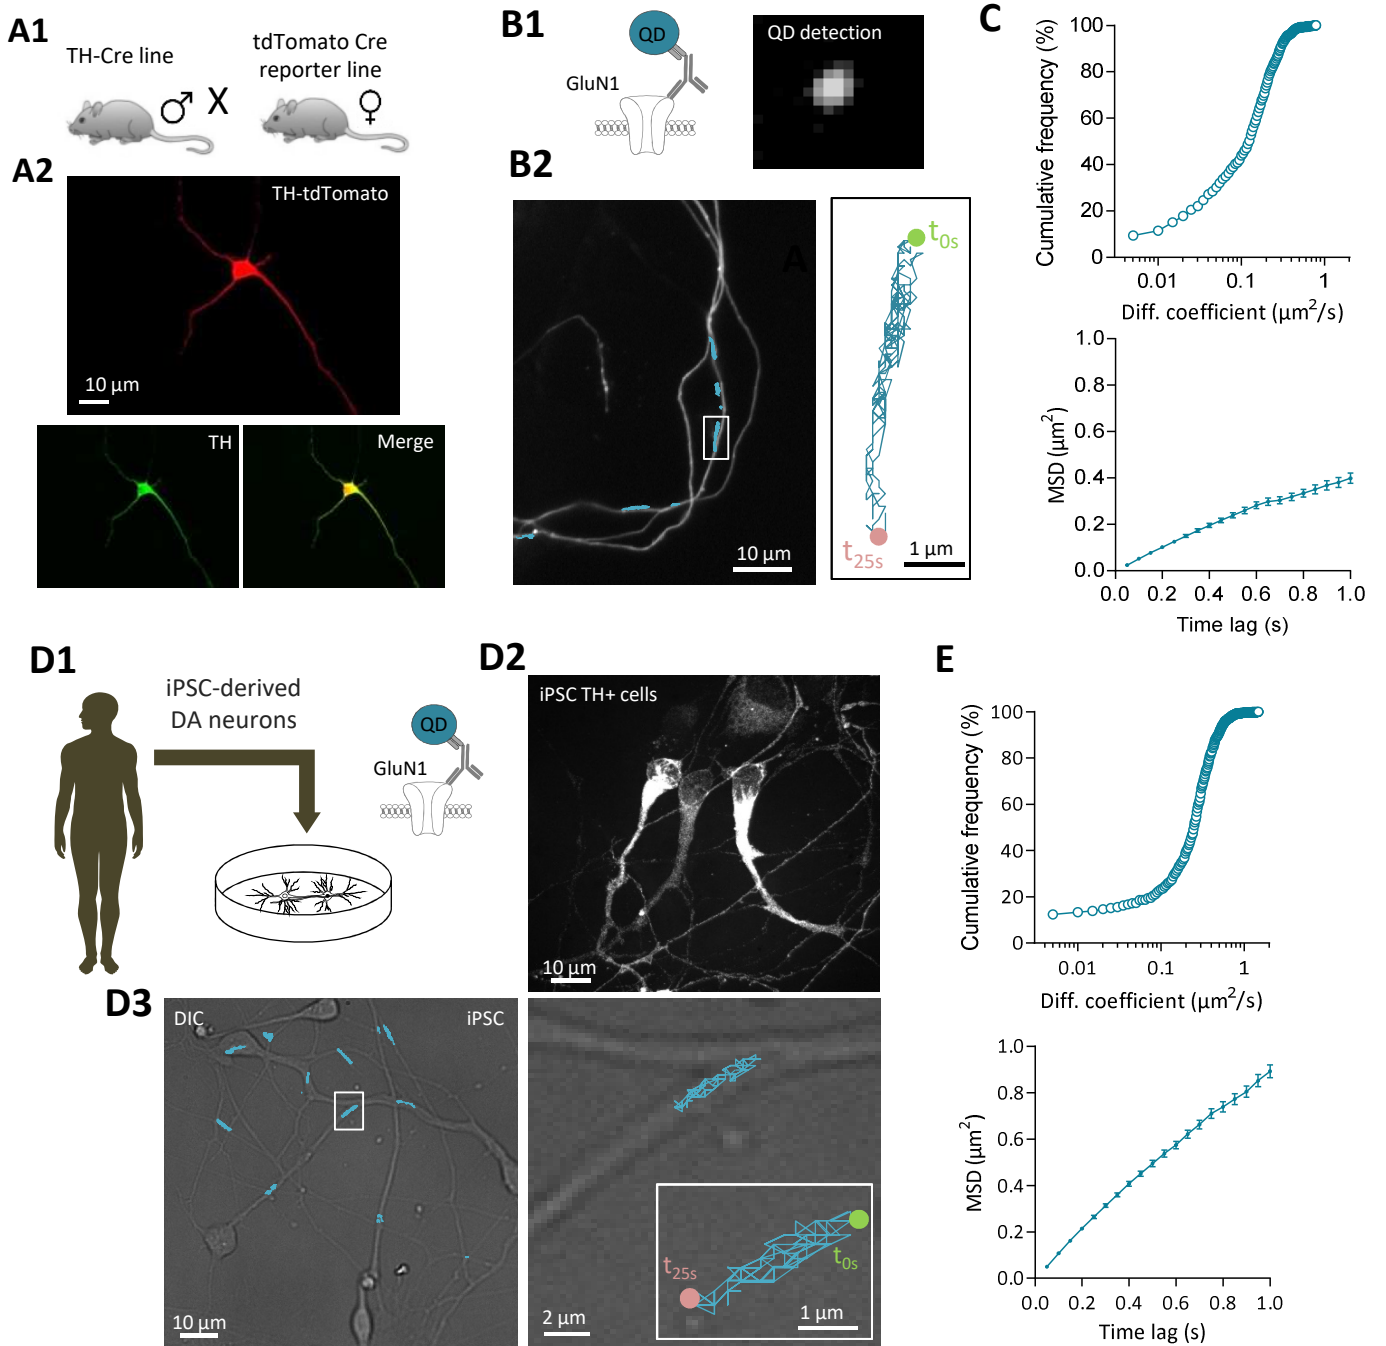 A1
TH-Cre line
X
tdTomato Cre
reporter line
A2
TH-tdTomato
10 µm
TH
Merge
B1
QD
GluN1
QD detection
B2
A
10 µm
t0s
t25s
1 µm
C
Cumulative frequency (%)
100
80
60
40
20
0
0.01
0.1
1
Diff. coefficient (µm2/s)
MSD (µm2)
1.0
0.8
0.6
0.4
0.2
0.0
0.0 0.2 0.4 0.6 0.8 1.0
Time lag (s)
D1
iPSC-derived
DA neurons
QD
GluN1
D2
iPSC TH+ cells
10 µm
D3
DIC
iPSC
10 µm
2 µm
t25s
t0s
1 µm
E
Cumulative frequency (%)
100
80
60
40
20
0
0.01
0.1
1
Diff. coefficient (µm2/s)
MSD (µm2)
1.0
0.8
0.6
0.4
0.2
0.0
0.0 0.2 0.4 0.6 0.8 1.0
Time lag (s)